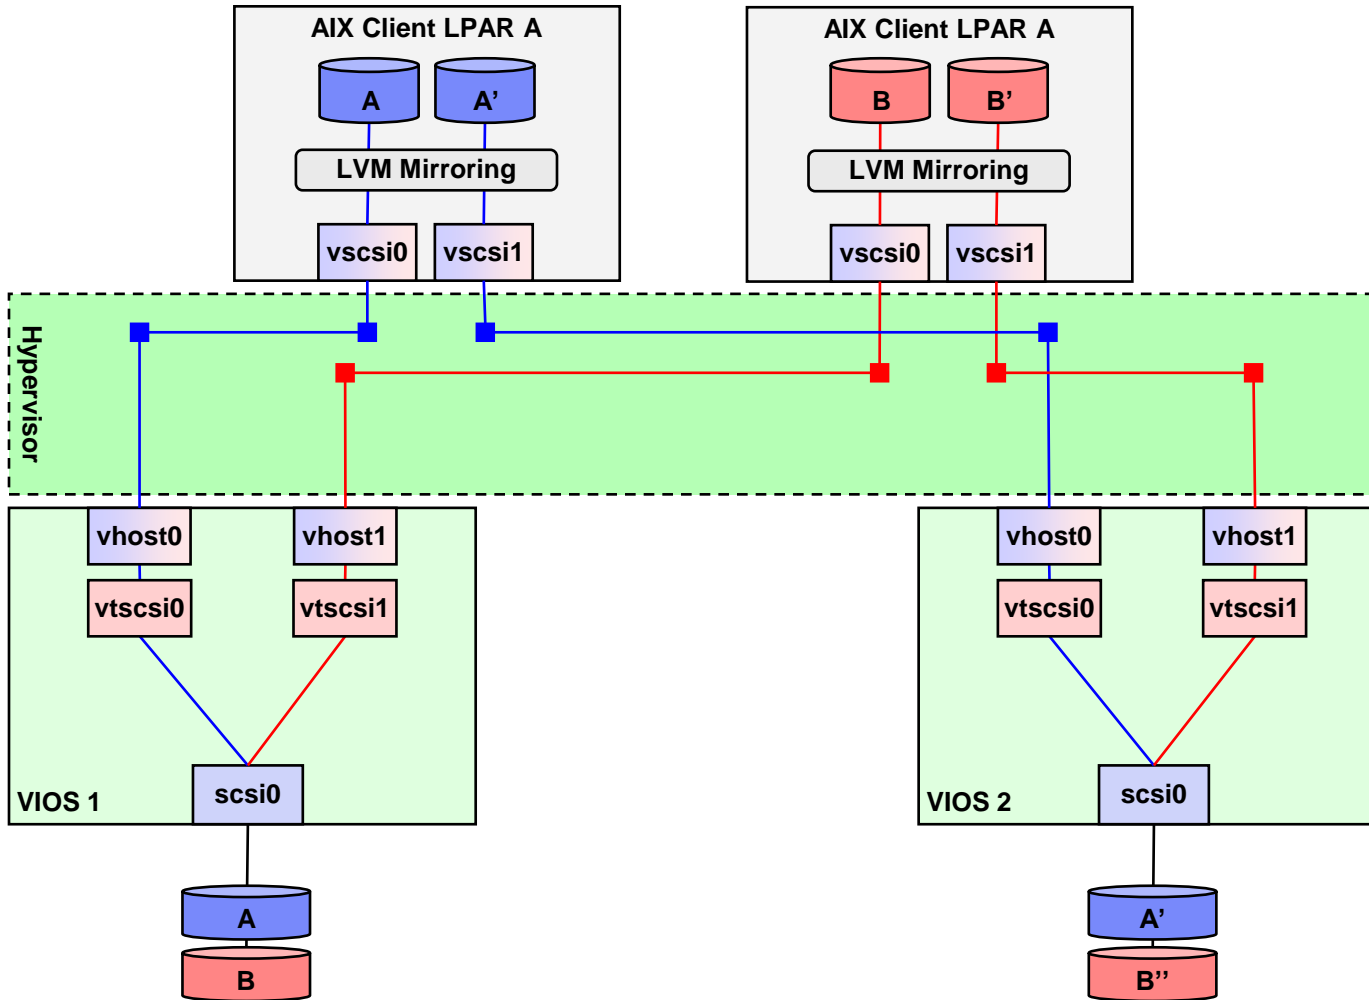 AIX Client LPAR A
A
A’
LVM Mirroring
vscsi0
vscsi1
AIX Client LPAR A
B
B’
LVM Mirroring
vscsi0
vscsi1
Hypervisor
vhost0
vhost1
vtscsi0
vtscsi1
scsi0
VIOS 1
A
B
vhost0
vhost1
vtscsi0
vtscsi1
scsi0
VIOS 2
A’
B’’